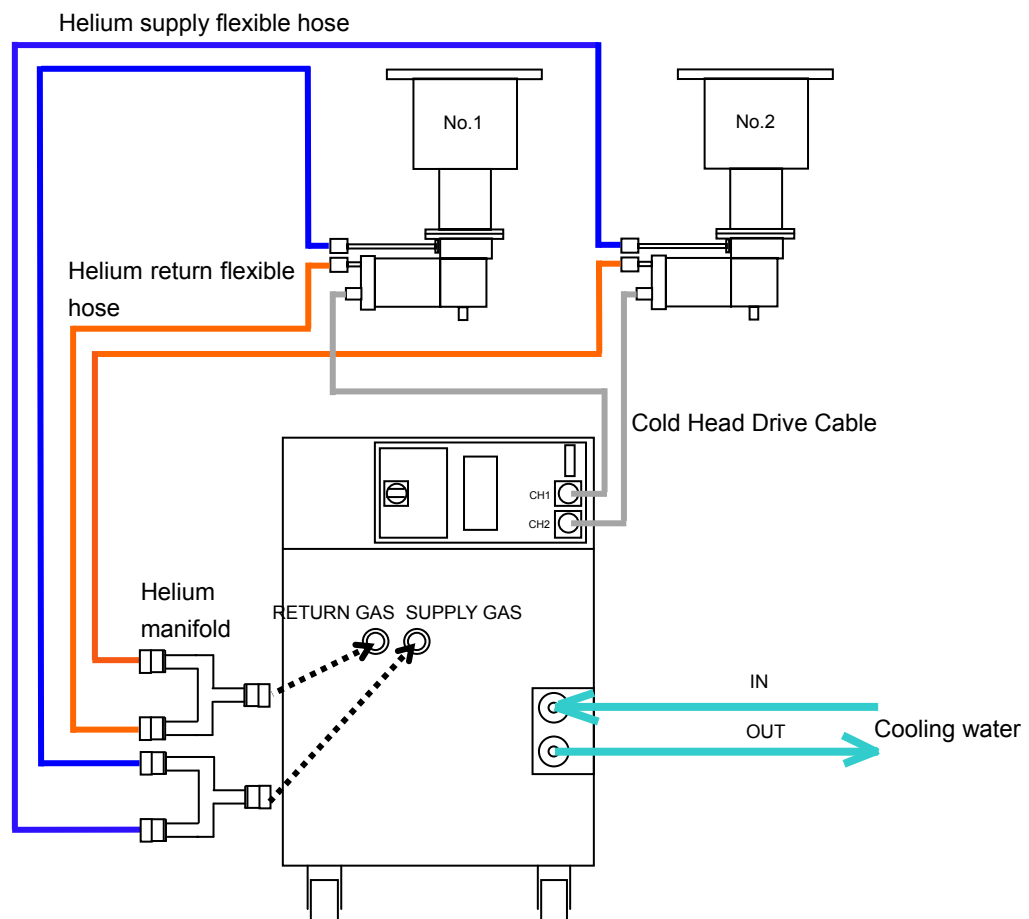 Helium supply flexible hose
No.1
No.2
Helium return flexible
hose
Cold Head Drive Cable
CH1
CH2
Helium
manifold
RETURN GAS SUPPLY GAS
IN
OUT
Cooling water